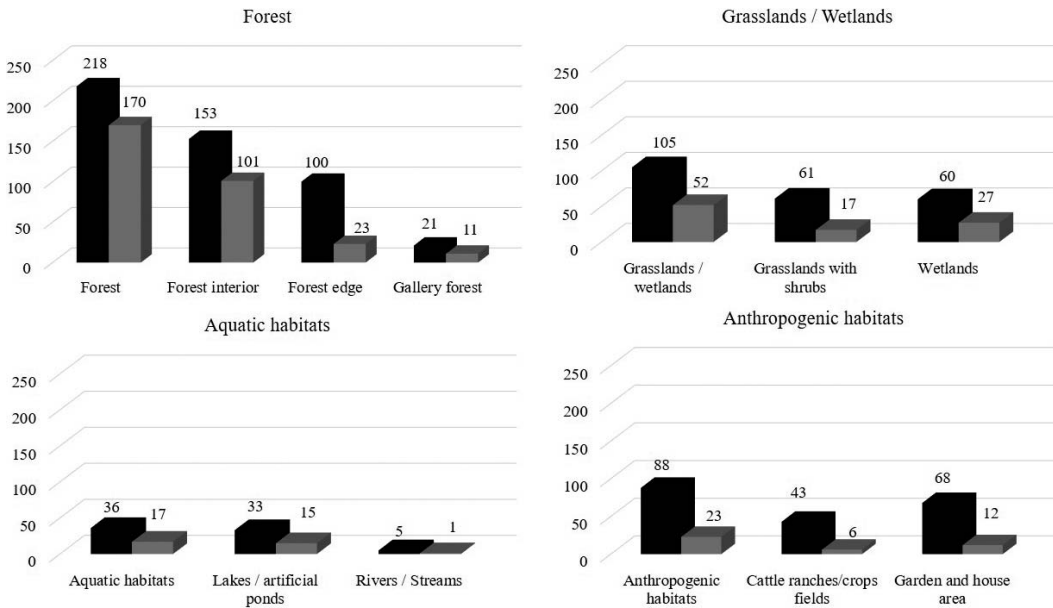 Forest
250
200
150
100
50
0
218
170
153
101
100
23
21
11
Forest
Forest interior
Forest edge
Gallery forest
Grasslands / Wetlands
250
200
150
100
50
0
105
52
61
17
60
27
Grasslands /
wetlands
Grasslands with
shrubs
Wetlands
Aquatic habitats
250
200
150
100
50
0
36
17
33
15
5
1
Aquatic habitats
Lakes / artificial
ponds
Rivers / Streams
Anthropogenic habitats
250
200
150
100
50
0
88
23
43
6
68
12
Anthropogenic
habitats
Cattle ranches/crops
fields
Garden and house
area